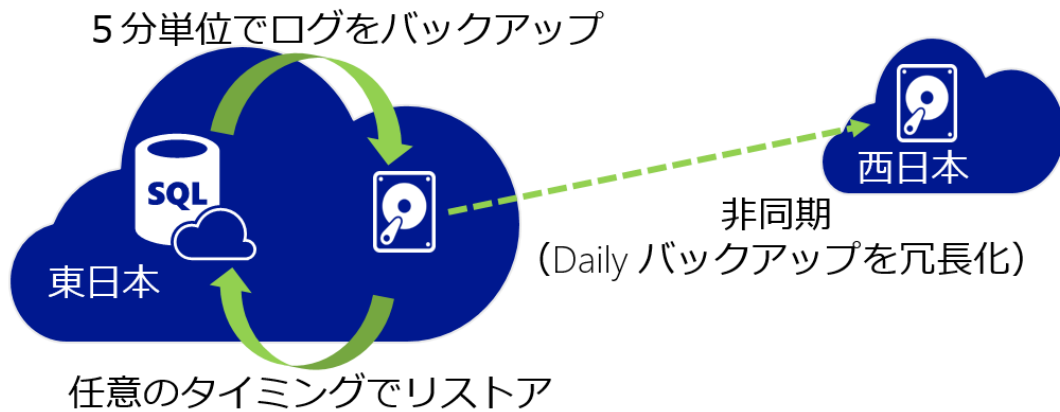 ５分単位でログをバックアップ
SQL
東日本
任意のタイミングでリストア
西日本
非同期
（Daily バックアップを冗長化）